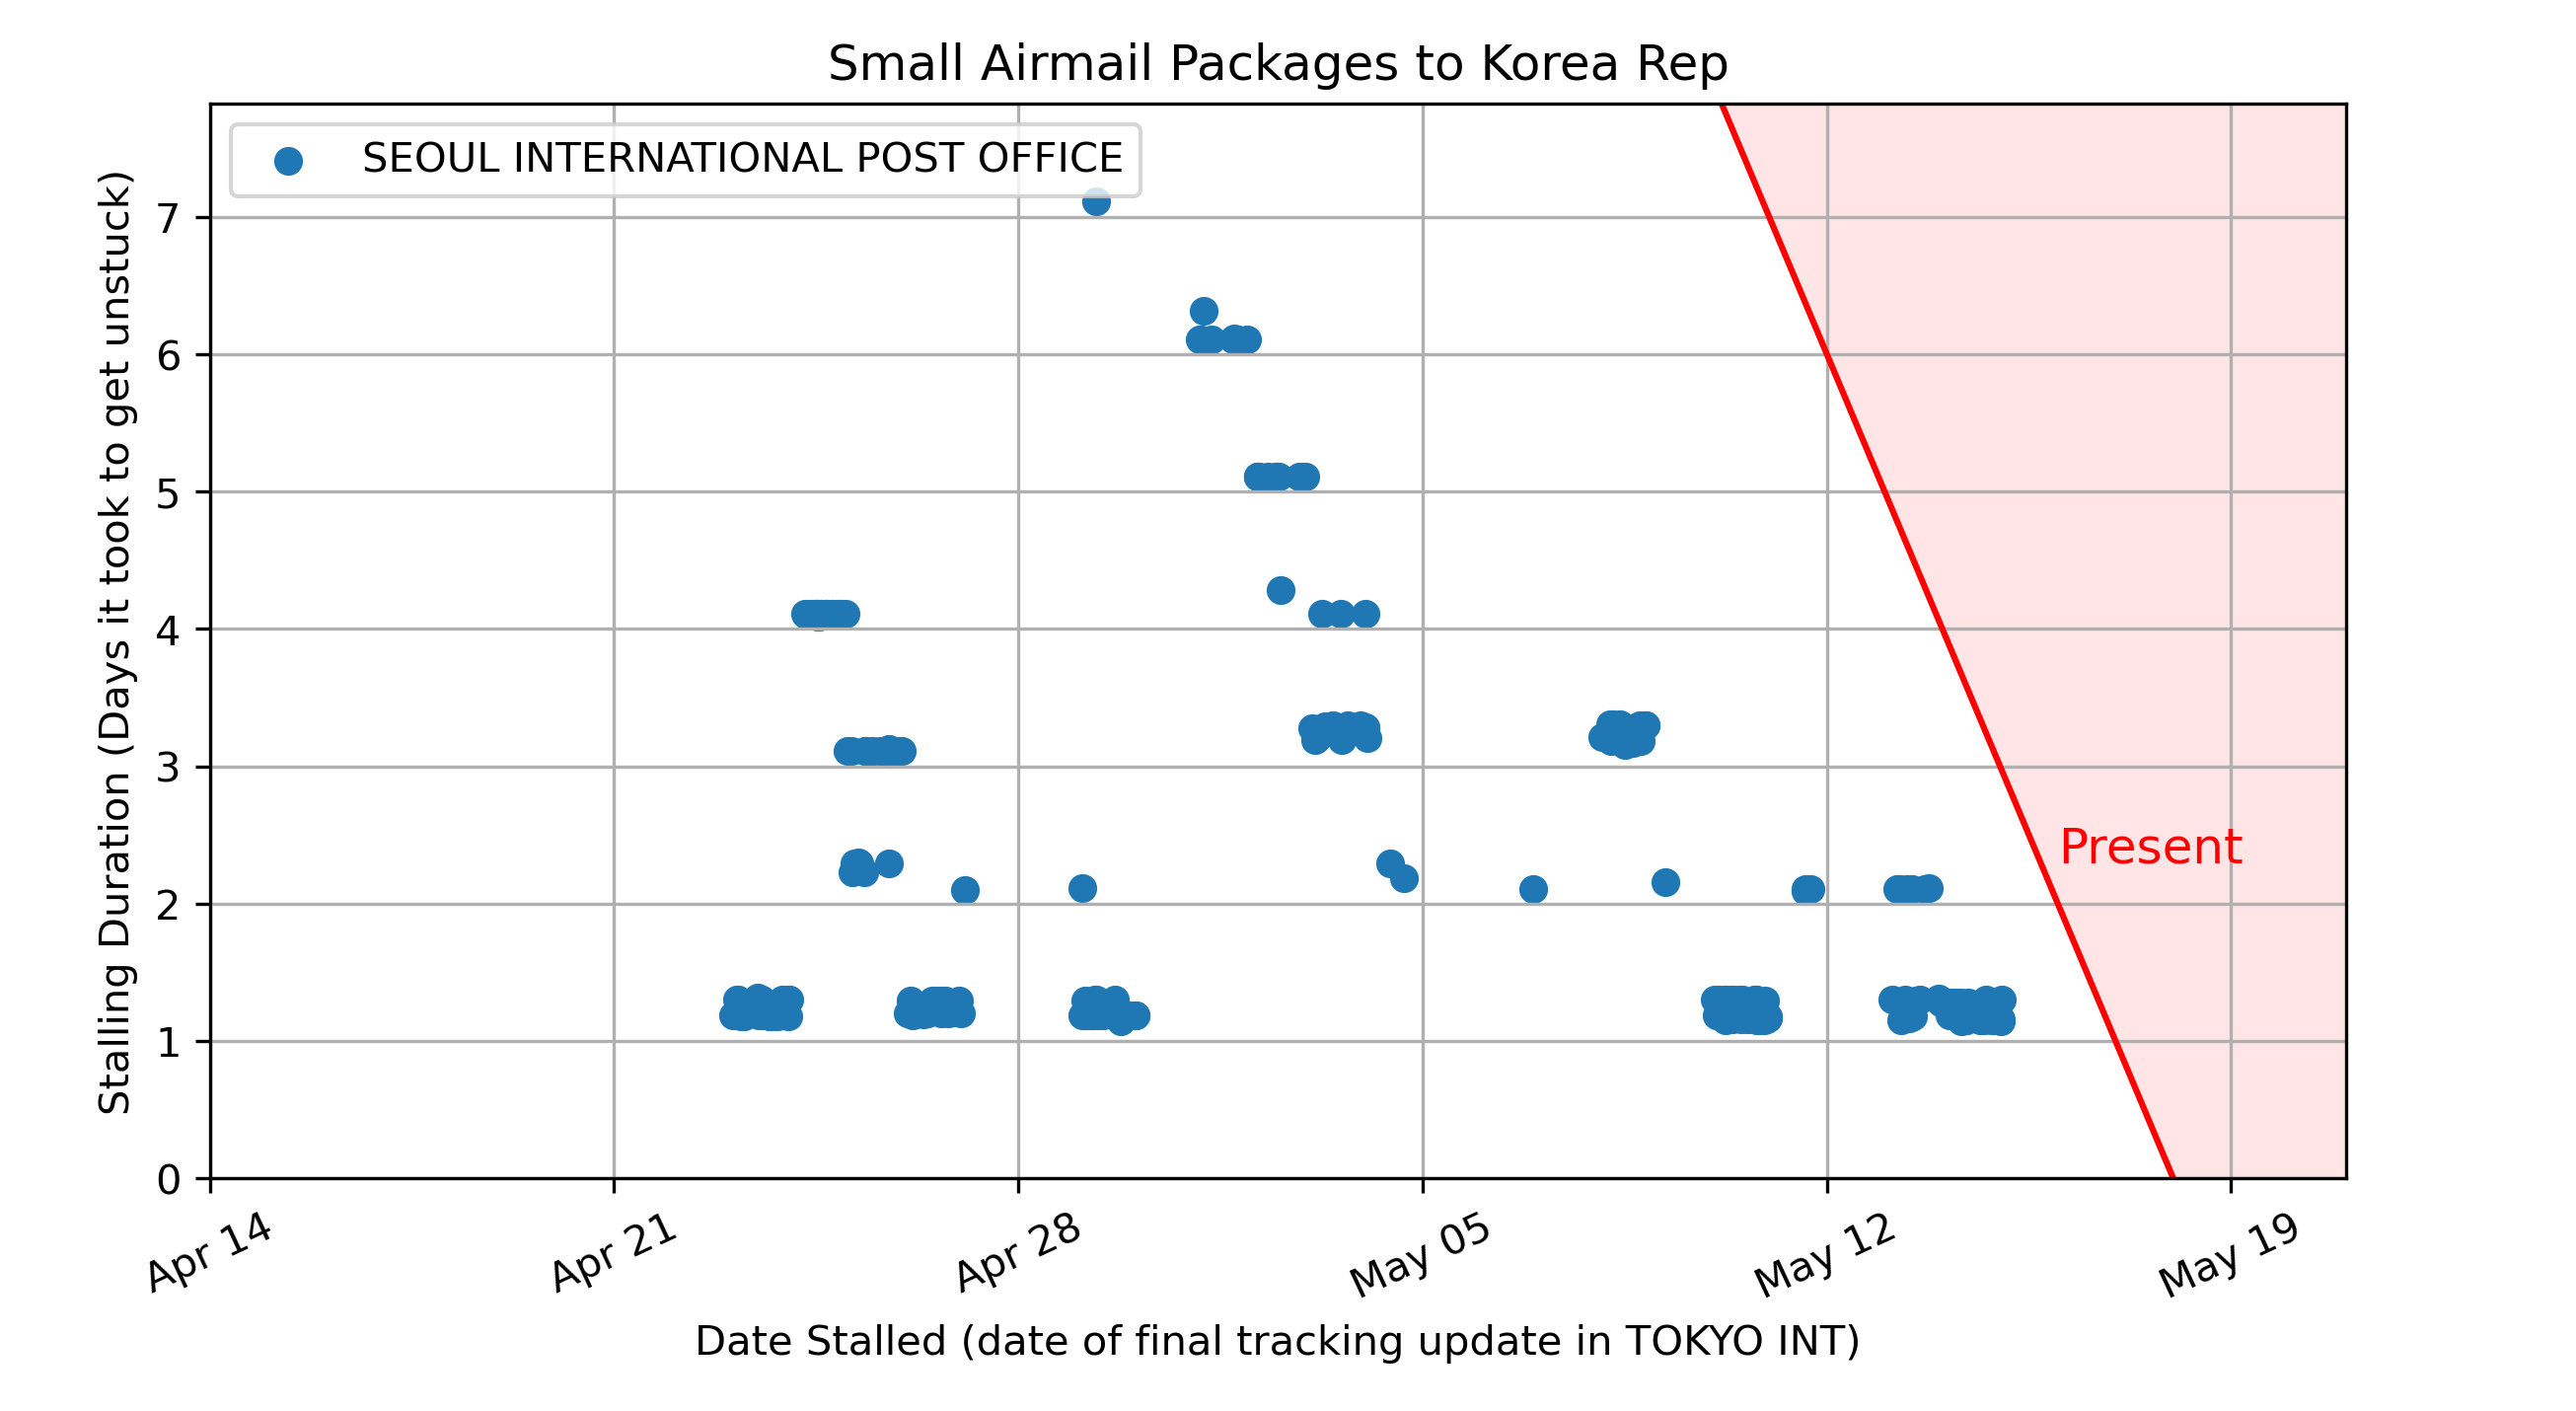 Small Airmail Packages to Korea Rep
SEOUL INTERNATIONAL POST OFFICE
Stalling Duration (Days it took to get unstuck)
7
6
5
4
3
2
1
0
Present
Apr 14
Apr 21
Apr 28
May 05
May 12
May 19
Date Stalled (date of final tracking update in TOKYO INT)